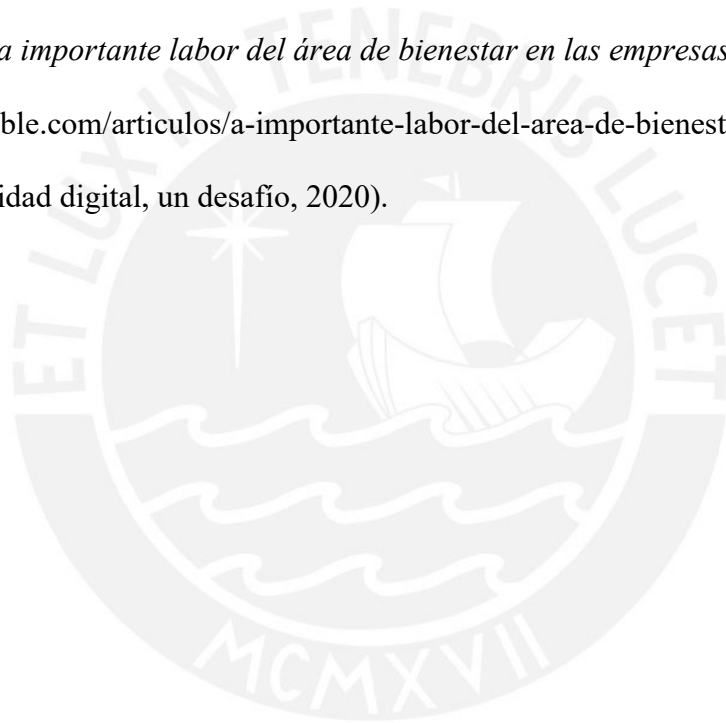 a importante labor del área de bienestar en las empresas
ble.com/articulos/a-importante-labor-del-area-de-bienest
idad digital, un desafío, 2020).
ET LUX IN TENEBRIS LUCET
MCMXVII